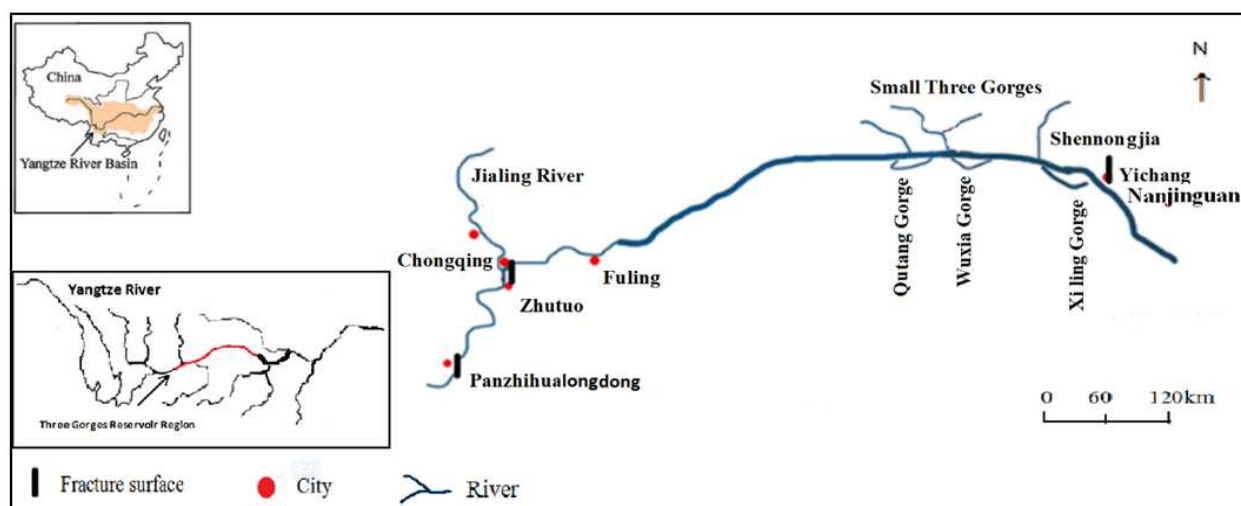 China
Yangtze River Basin
N
Small Three Gorges
Shennongjia
Jialing River
Yichang
Nanjinguan
Qutang Gorge
Wuxia Gorge
Xi ling Gorge
Chongqing
Fuling
Zhutuo
Yangtze River
Panzhihualongdong
Three Gorges Reservoir Region
0 60 120km
Fracture surface
City
River